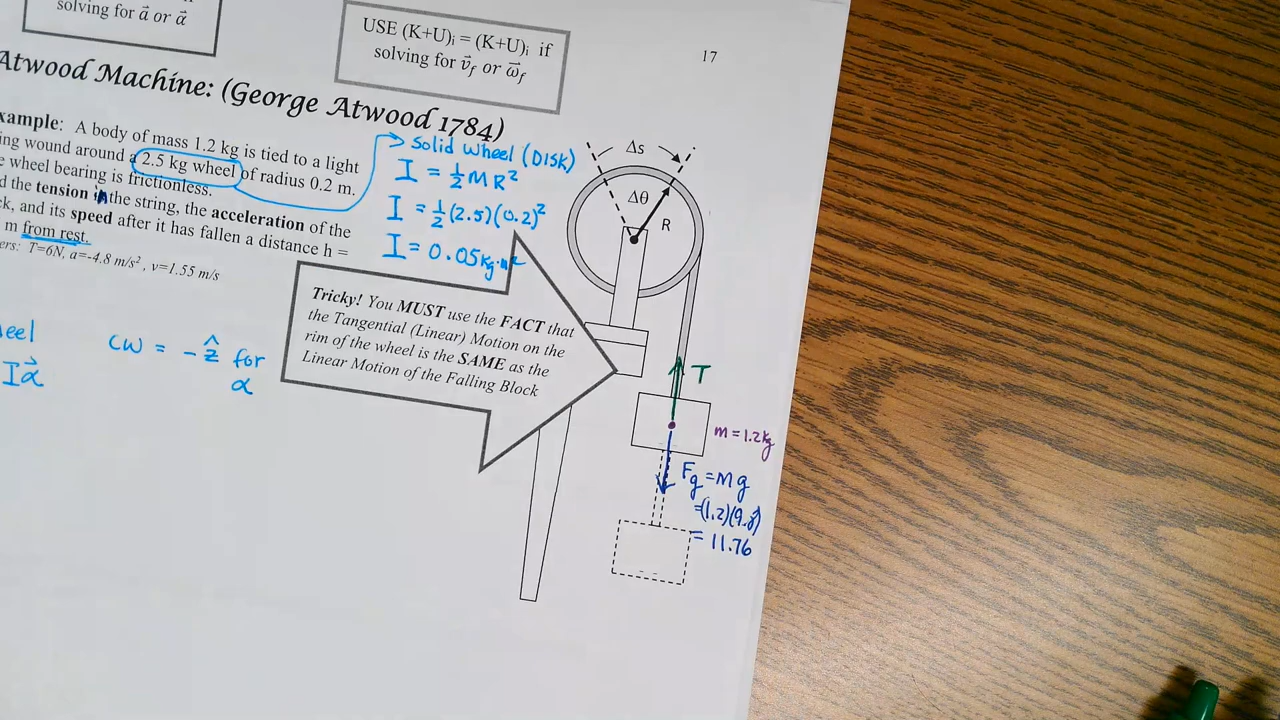 solving for a⃗ or a⃗
USE (K+U)ᵢ = (K+U)ᵢ if
solving for v⃗f or ω⃗f
17
Atwood Machine: (George Atwood 1784)
xample: A body of mass 1.2 kg is tied to a light
ing wound around a 2.5 kg wheel of radius 0.2 m.
e wheel bearing is frictionless.
d the tension in the string, the acceleration of the
ck, and its speed after it has fallen a distance h =
m from rest.
ers: T=6N, a=-4.8 m/s², v=1.55 m/s
Solid Wheel (DISK)
I = ½MR²
I = ½(2.5)(0.2)²
I = 0.05 kg·m²
Δs
Δθ
R
Tricky! You MUST use the FACT that
the Tangential (Linear) Motion on the
rim of the wheel is the SAME as the
Linear Motion of the Falling Block
eel
Iα⃗
CW = -ẑ for
α
T
m = 1.2kg
Fg = Mg
=(1.2)(9.8)
= 11.76